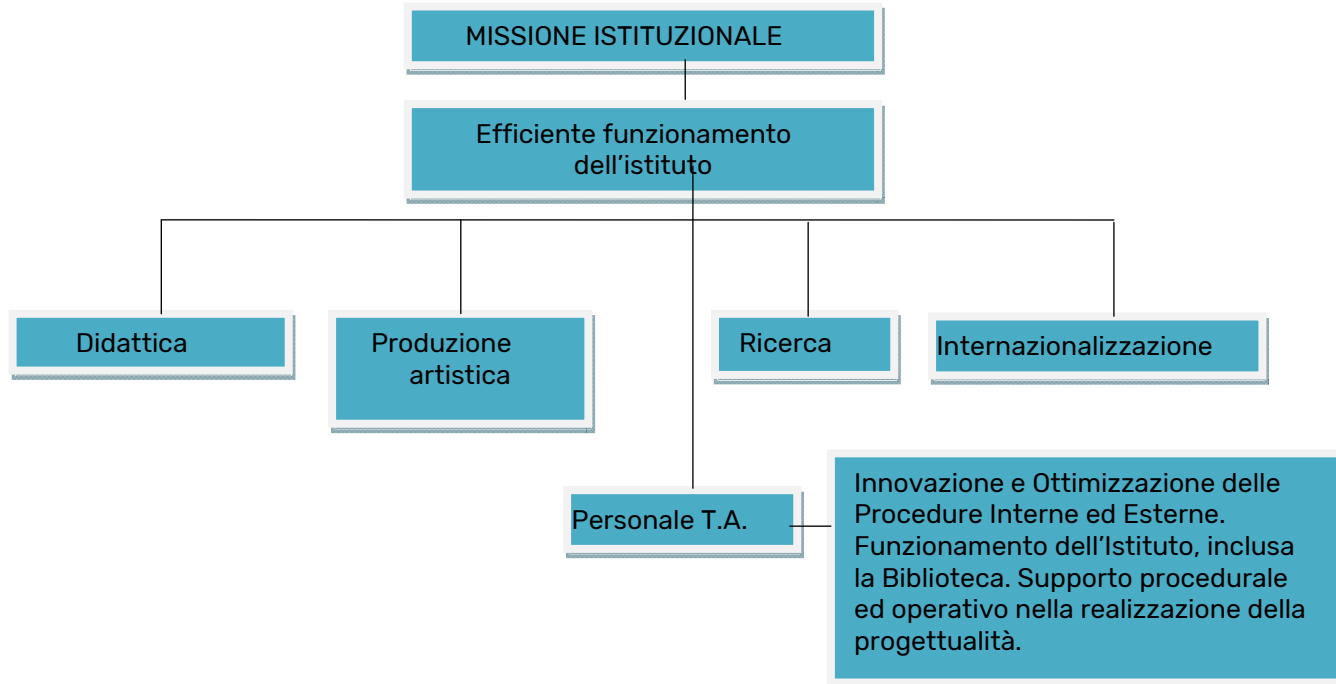 MISSIONE ISTITUZIONALE
Efficiente funzionamento
dell’istituto
Didattica
Produzione
artistica
Ricerca
Internazionalizzazione
Personale T.A.
Innovazione e Ottimizzazione delle
Procedure Interne ed Esterne.
Funzionamento dell’Istituto, inclusa
la Biblioteca. Supporto procedurale
ed operativo nella realizzazione della
progettualità.